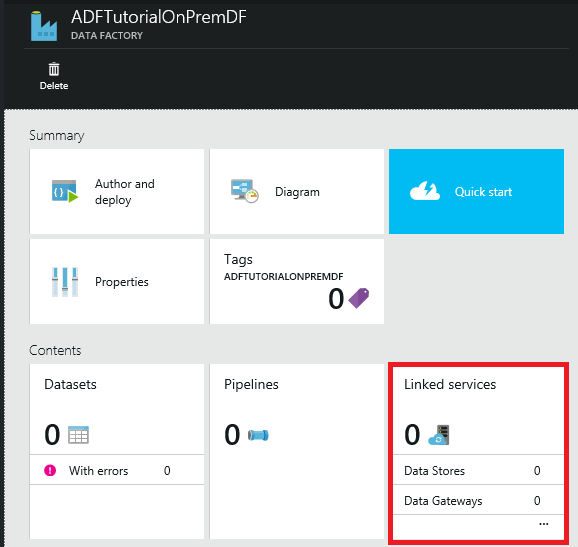 ADFTutorialOnPremDF
DATA FACTORY
Delete
Summary
Author and
deploy
Diagram
Quick start
Properties
Tags
ADFTUTORIALONPREMDF
0
Contents
Datasets
0
With errors 0
Pipelines
0
Linked services
0
Data Stores 0
Data Gateways 0
...